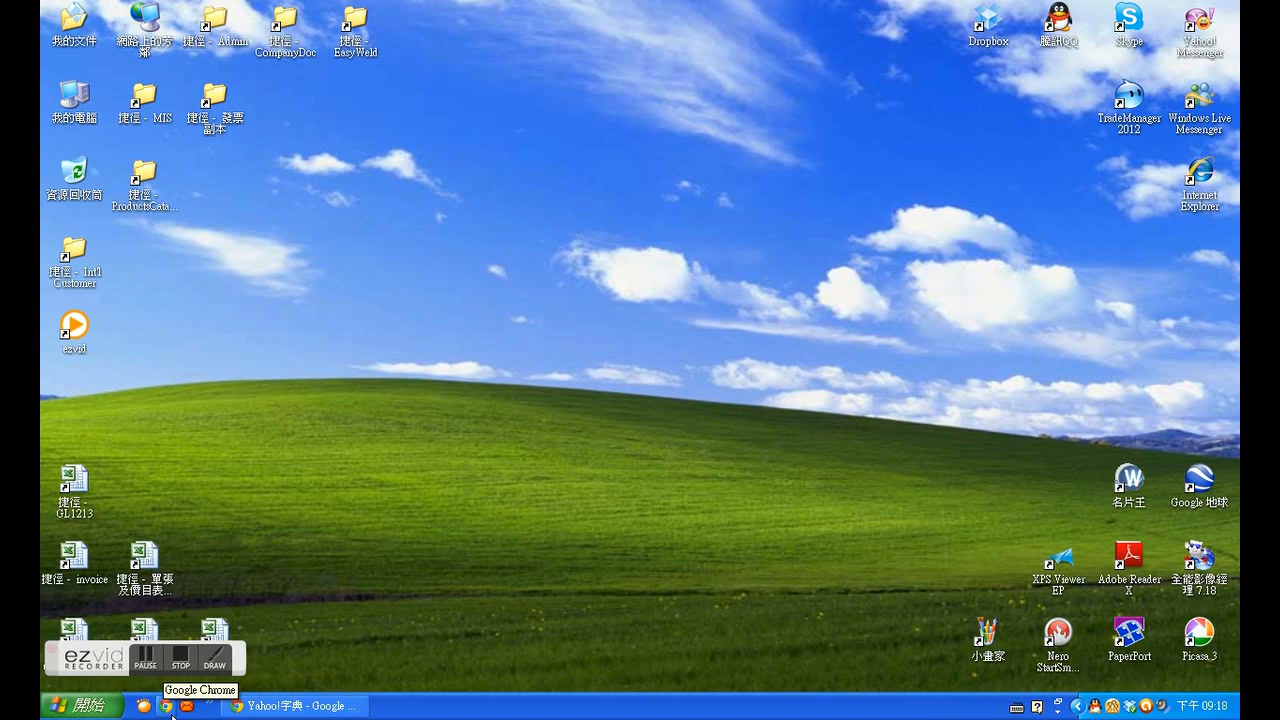 我的文件
網路上的芳
鄰
捷徑 - Admin
捷徑 -
CompanyDoc
捷徑 -
EasyWeld
Dropbox
騰訊QQ
Skype
Yahoo!
Messenger
我的電腦
捷徑 - MIS
捷徑 - 發票
副本
TradeManager
2012
Windows Live
Messenger
資源回收筒
捷徑 -
ProductsCata...
Internet
Explorer
捷徑 - Int'l
Customer
ezvid
捷徑 -
GL1213
名片王
Google 地球
捷徑 - invoice
捷徑 - 單張
及價目表...
XPS Viewer
EP
Adobe Reader
X
全能影像經
理 7.18
小畫家
Nero
StartSm...
PaperPort
Picasa 3
ezvid
RECORDER
PAUSE
STOP
DRAW
Google Chrome
開始
Yahoo!字典 - Google ...
下午 09:18